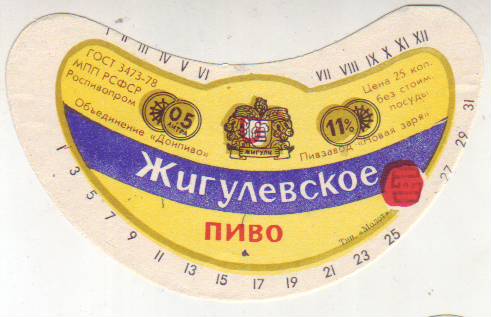 I II III IV V VI VII VIII IX X XI XII
ГОСТ 3473-78
МПП РСФСР
Роспивопром
Объединение «Донпиво»
0,5
ЛИТРА
ЖИГУЛИ
11%
Цена 25 коп.
без стоим.
посуды
Пивзавод «Новая заря»
Жигулевское
ПИВО
Тип. «Молот»
1 3 5 7 9 11 13 15 17 19 21 23 25 27 29 31